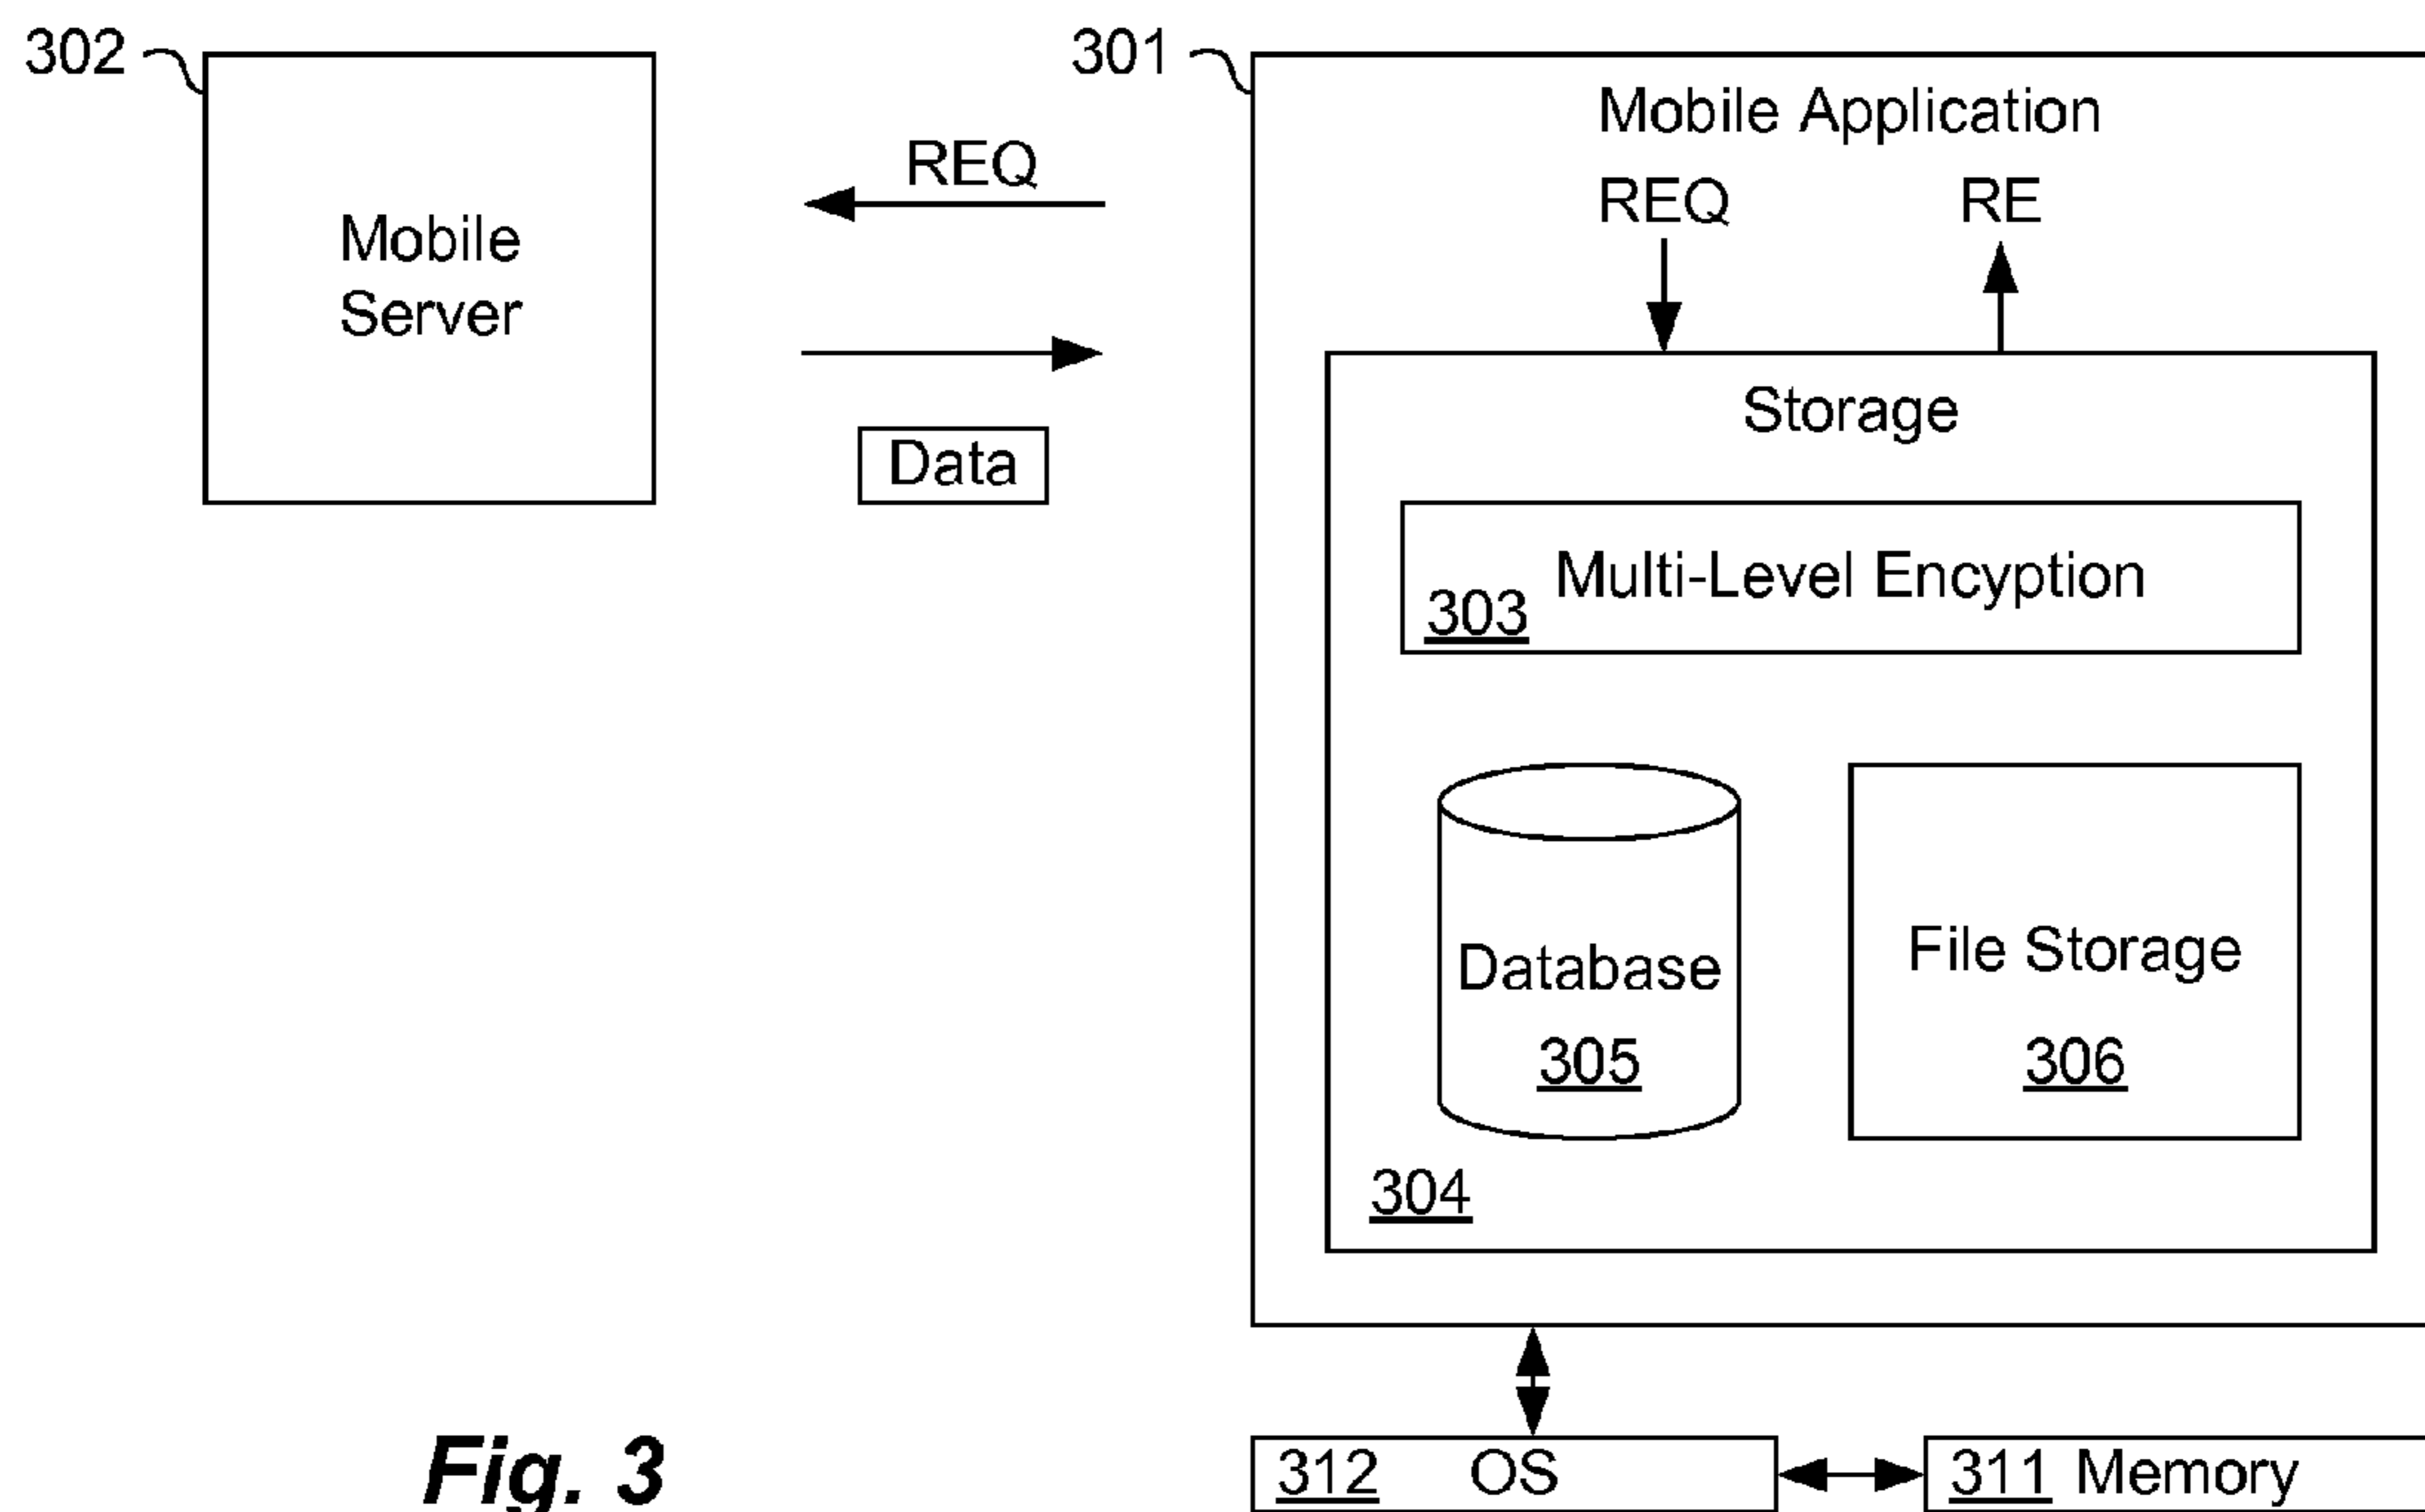 302
Mobile
Server
REQ
Data
301
Mobile Application
REQ RE
Storage
303 Multi-Level Encyption
Database
305
File Storage
306
304
312 OS
311 Memory
Fig. 3